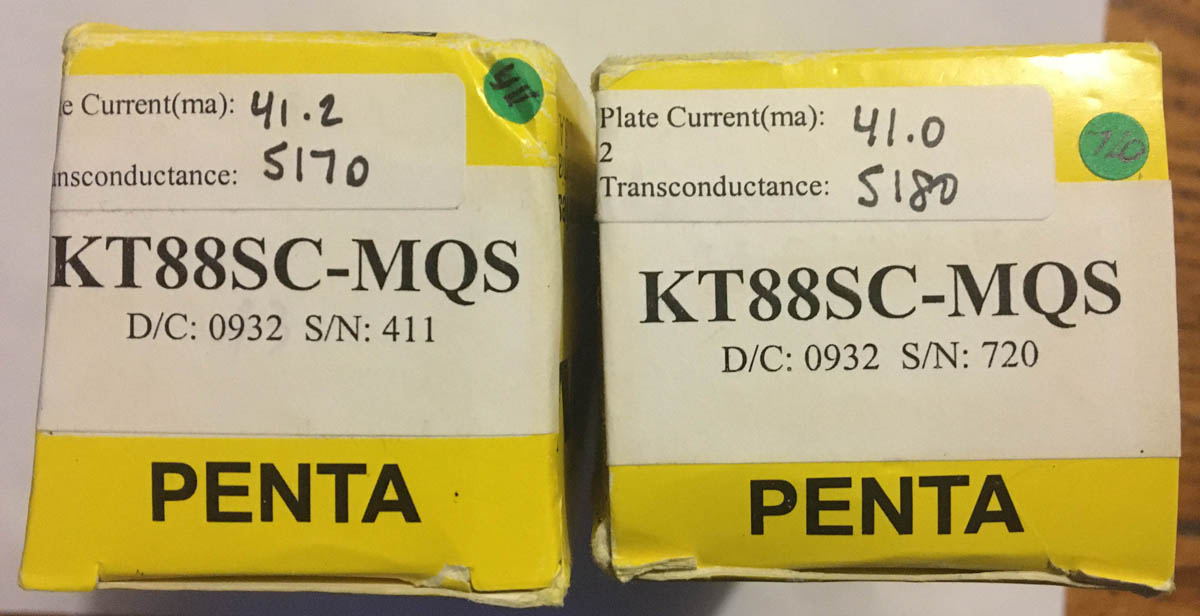 e Current(ma): 41.2
nsconductance: 5170
411
KT88SC-MQS
D/C: 0932 S/N: 411
PENTA
Plate Current(ma): 41.0
2
Transconductance: 5180
720
KT88SC-MQS
D/C: 0932 S/N: 720
PENTA